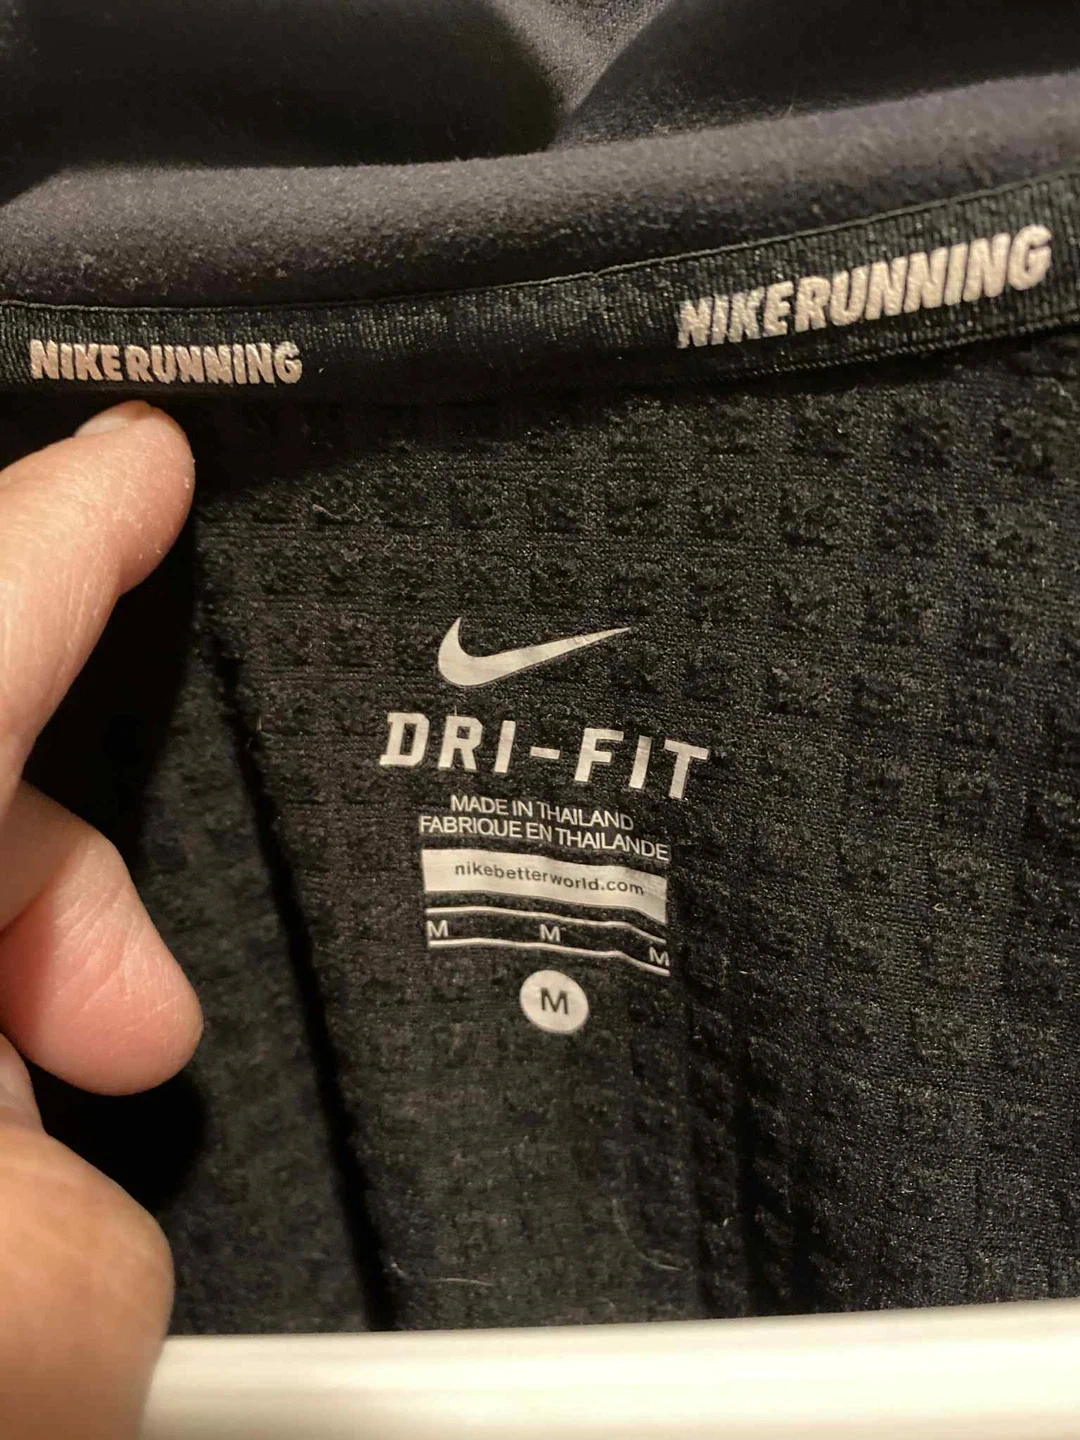 NIKERUNNING
NIKERUNNING
DRI-FIT
MADE IN THAILAND
FABRIQUE EN THAILANDE
nikebetterworld.com
M M M
M